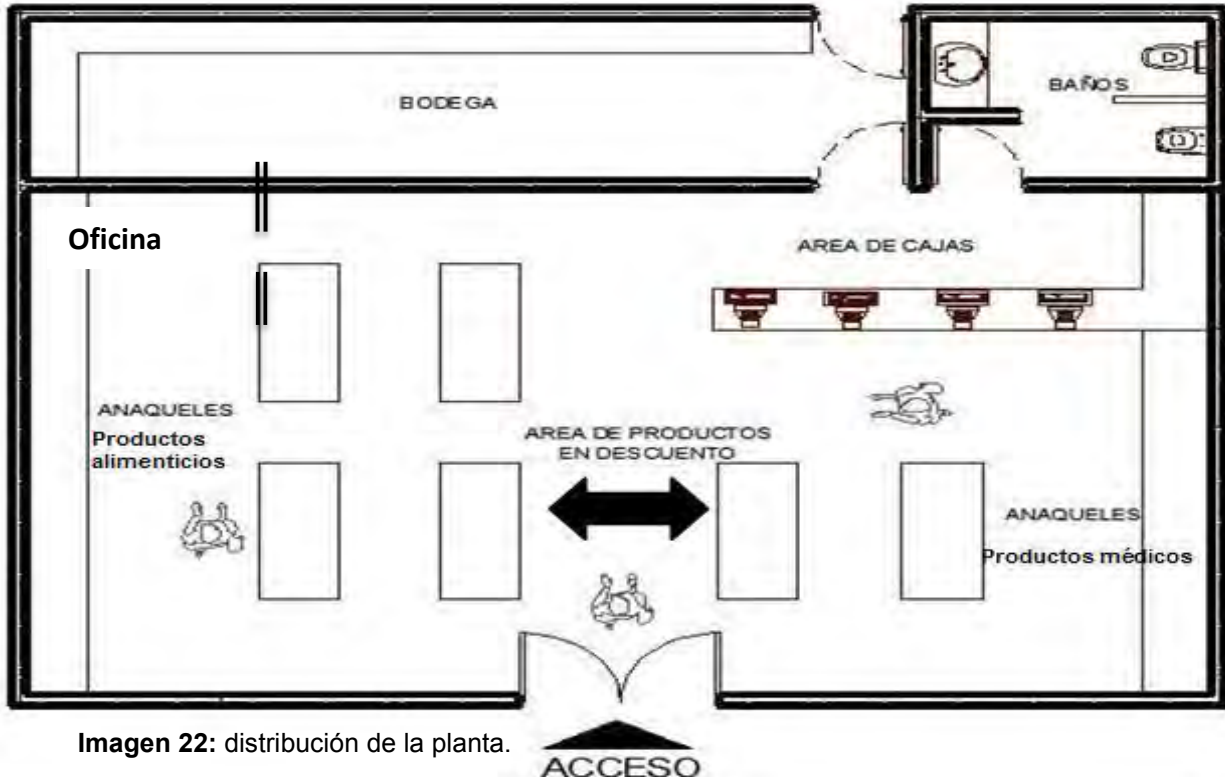 BODEGA
BAÑOS
Oficina
AREA DE CAJAS
ANAQUELES
Productos
alimenticios
AREA DE PRODUCTOS
EN DESCUENTO
ANAQUELES
Productos médicos
Imagen 22: distribución de la planta.
ACCESO